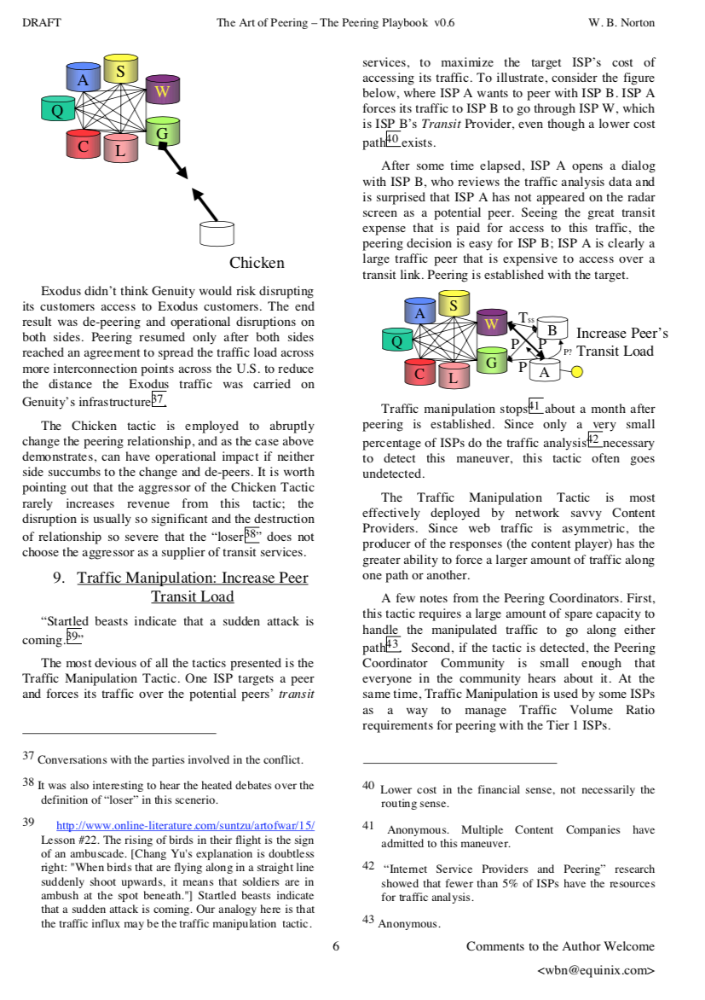 DRAFT The Art of Peering – The Peering Playbook v0.6 W. B. Norton
A
S
W
Q
G
C
L
Chicken
Exodus didn’t think Genuity would risk disrupting
its customers access to Exodus customers. The end
result was de-peering and operational disruptions on
both sides. Peering resumed only after both sides
reached an agreement to spread the traffic load across
more interconnection points across the U.S. to reduce
the distance the Exodus traffic was carried on
Genuity’s infrastructure37.
The Chicken tactic is employed to abruptly
change the peering relationship, and as the case above
demonstrates, can have operational impact if neither
side succumbs to the change and de-peers. It is worth
pointing out that the aggressor of the Chicken Tactic
rarely increases revenue from this tactic; the
disruption is usually so significant and the destruction
of relationship so severe that the “loser38” does not
choose the aggressor as a supplier of transit services.
9. Traffic Manipulation: Increase Peer
Transit Load
“Startled beasts indicate that a sudden attack is
coming.39”
The most devious of all the tactics presented is the
Traffic Manipulation Tactic. One ISP targets a peer
and forces its traffic over the potential peers’ transit
37 Conversations with the parties involved in the conflict.
38 It was also interesting to hear the heated debates over the
definition of “loser” in this scenerio.
39 http://www.online-literature.com/suntzu/artofwar/15/
Lesson #22. The rising of birds in their flight is the sign
of an ambuscade. [Chang Yu's explanation is doubtless
right: "When birds that are flying along in a straight line
suddenly shoot upwards, it means that soldiers are in
ambush at the spot beneath."] Startled beasts indicate
that a sudden attack is coming. Our analogy here is that
the traffic influx may be the traffic manipulation tactic.
services, to maximize the target ISP’s cost of
accessing its traffic. To illustrate, consider the figure
below, where ISP A wants to peer with ISP B. ISP A
forces its traffic to ISP B to go through ISP W, which
is ISP B’s Transit Provider, even though a lower cost
path40 exists.
After some time elapsed, ISP A opens a dialog
with ISP B, who reviews the traffic analysis data and
is surprised that ISP A has not appeared on the radar
screen as a potential peer. Seeing the great transit
expense that is paid for access to this traffic, the
peering decision is easy for ISP B; ISP A is clearly a
large traffic peer that is expensive to access over a
transit link. Peering is established with the target.
A
S
W
Q
G
C
L
T$$
B
P
P
P
P?
A
Increase Peer’s
Transit Load
Traffic manipulation stops41 about a month after
peering is established. Since only a very small
percentage of ISPs do the traffic analysis42 necessary
to detect this maneuver, this tactic often goes
undetected.
The Traffic Manipulation Tactic is most
effectively deployed by network savvy Content
Providers. Since web traffic is asymmetric, the
producer of the responses (the content player) has the
greater ability to force a larger amount of traffic along
one path or another.
A few notes from the Peering Coordinators. First,
this tactic requires a large amount of spare capacity to
handle the manipulated traffic to go along either
path43. Second, if the tactic is detected, the Peering
Coordinator Community is small enough that
everyone in the community hears about it. At the
same time, Traffic Manipulation is used by some ISPs
as a way to manage Traffic Volume Ratio
requirements for peering with the Tier 1 ISPs.
40 Lower cost in the financial sense, not necessarily the
routing sense.
41 Anonymous. Multiple Content Companies have
admitted to this maneuver.
42 “Internet Service Providers and Peering” research
showed that fewer than 5% of ISPs have the resources
for traffic analysis.
43 Anonymous.
6 Comments to the Author Welcome
<wbn@equinix.com>